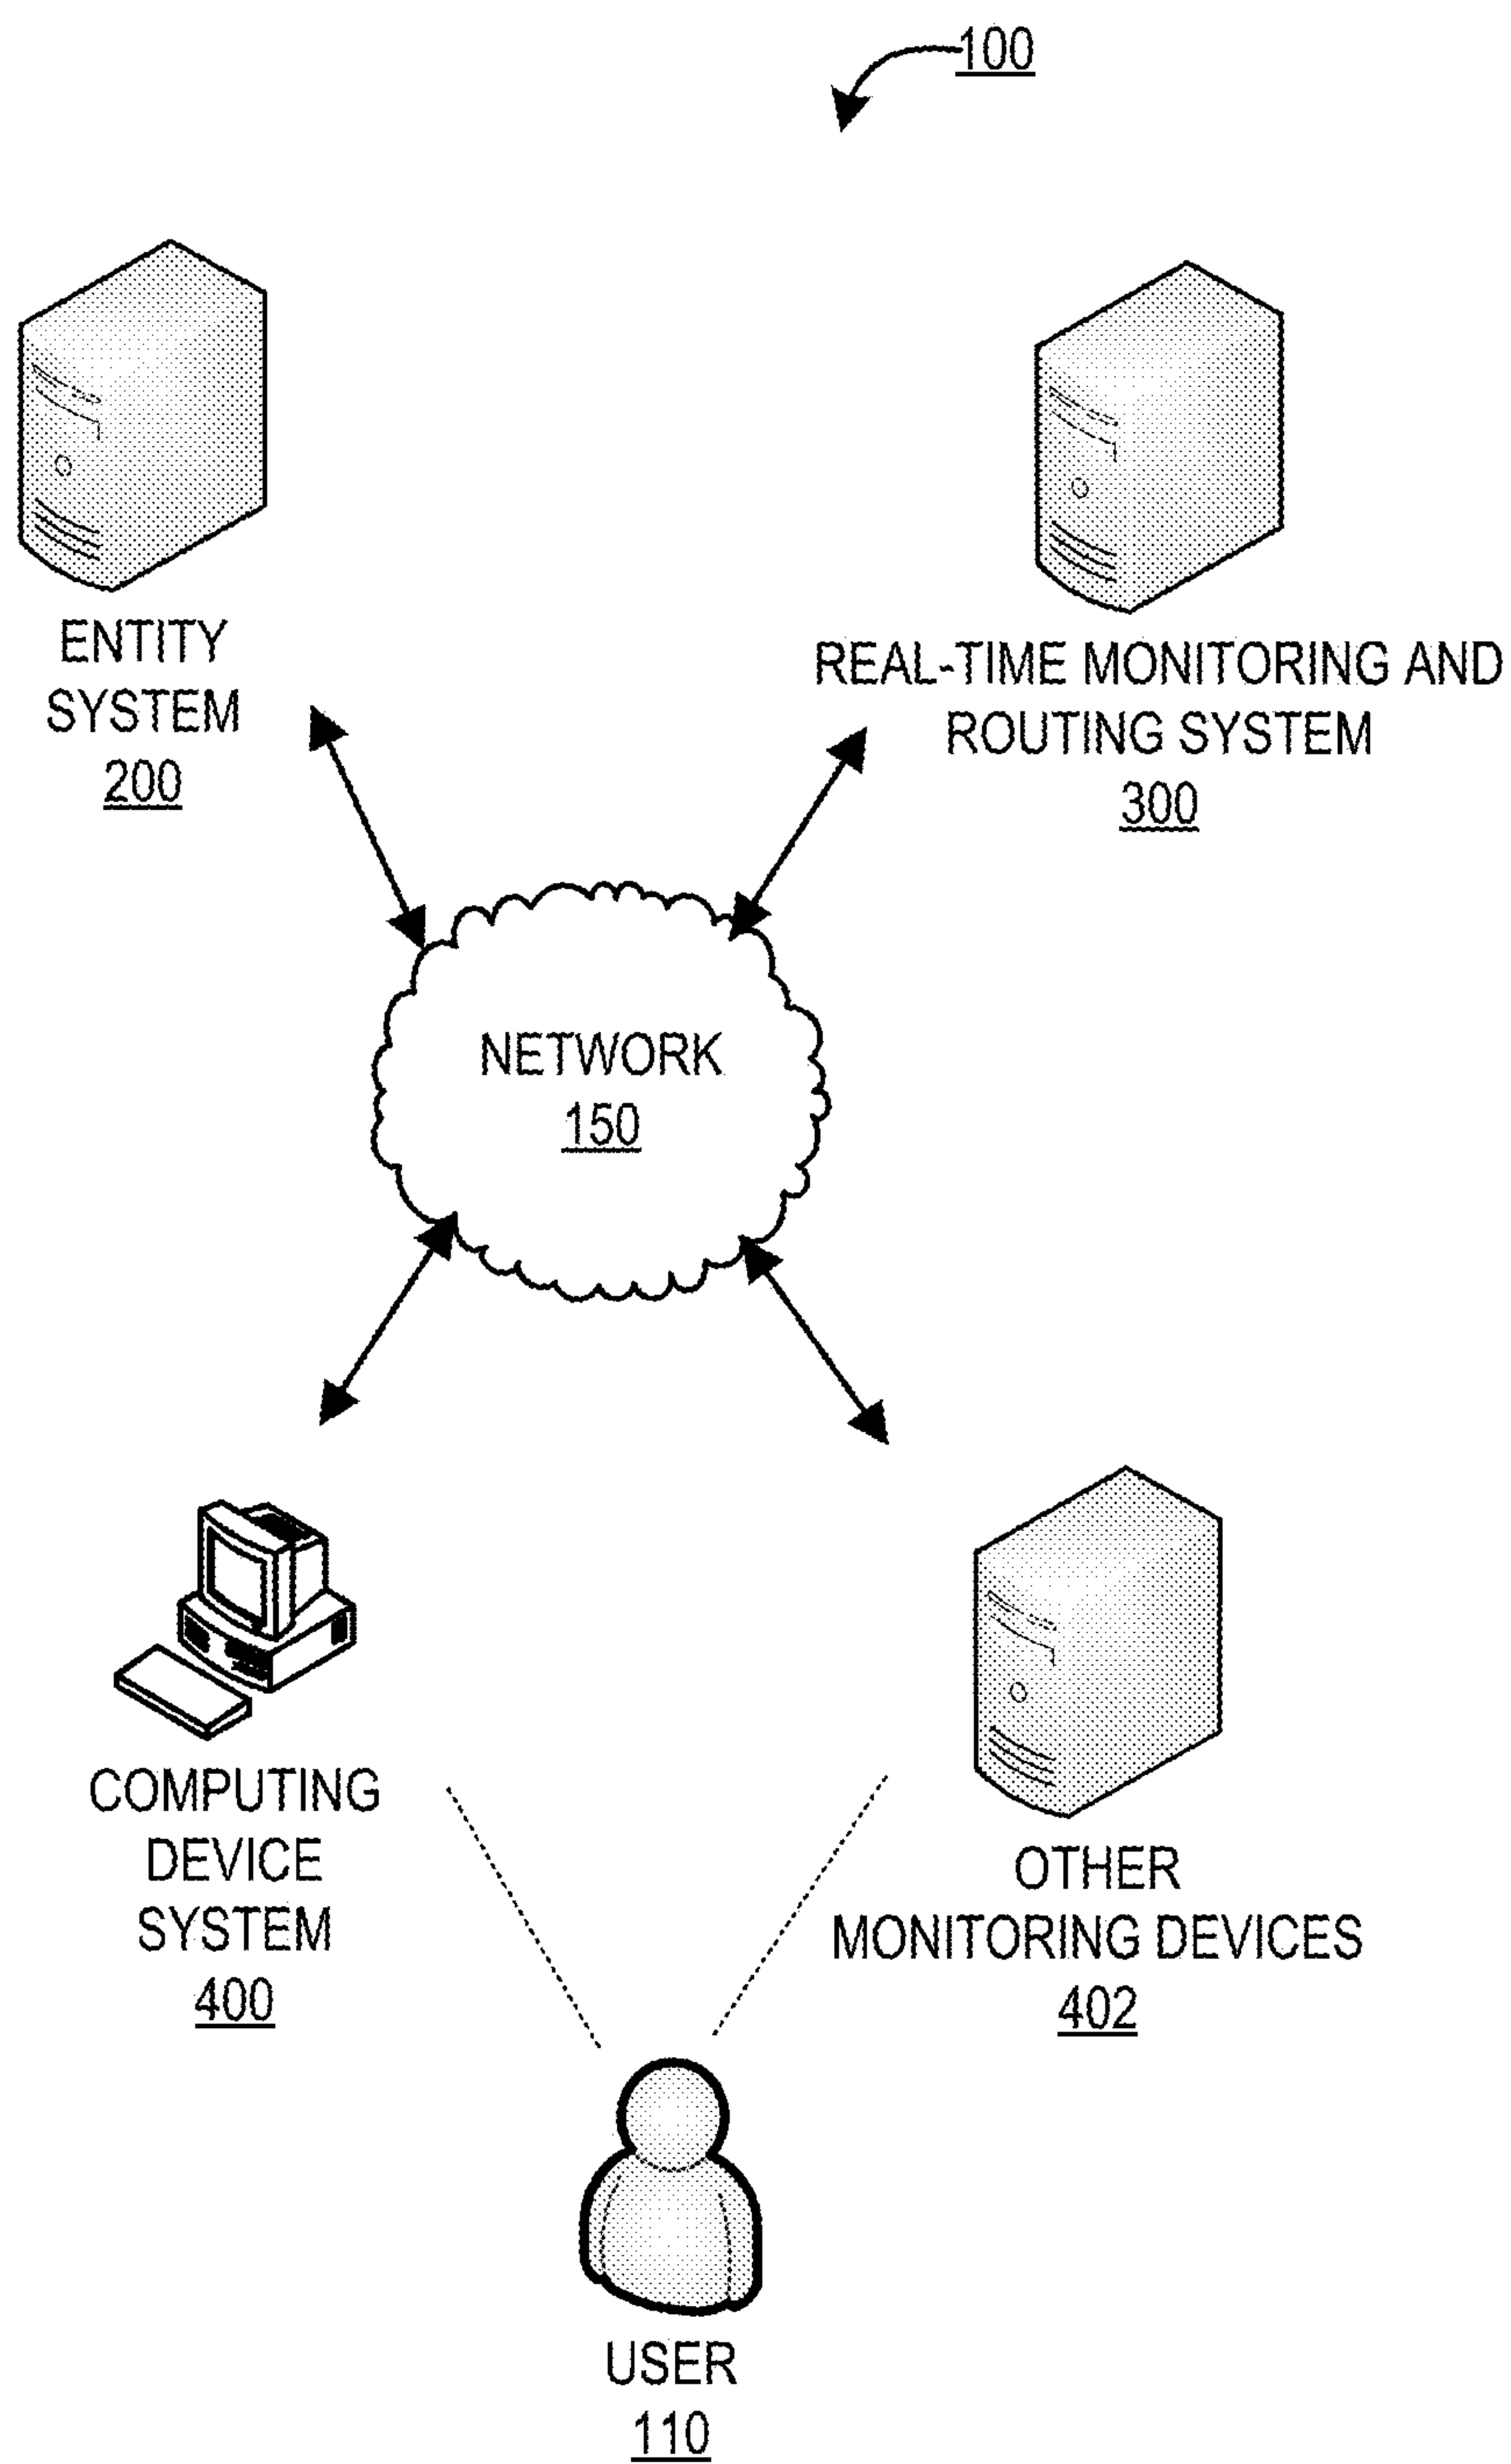 100
ENTITY
SYSTEM
200
REAL-TIME MONITORING AND
ROUTING SYSTEM
300
NETWORK
150
COMPUTING
DEVICE
SYSTEM
400
OTHER
MONITORING DEVICES
402
USER
110